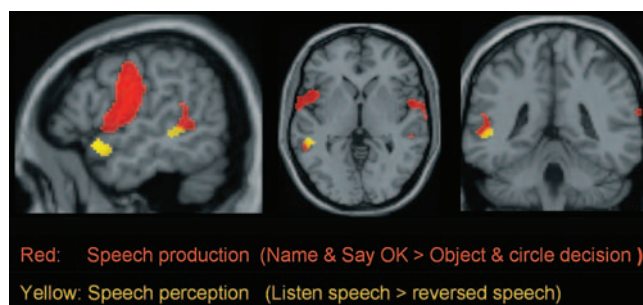 Red: Speech production (Name & Say OK > Object & circle decision )
Yellow: Speech perception (Listen speech > reversed speech)